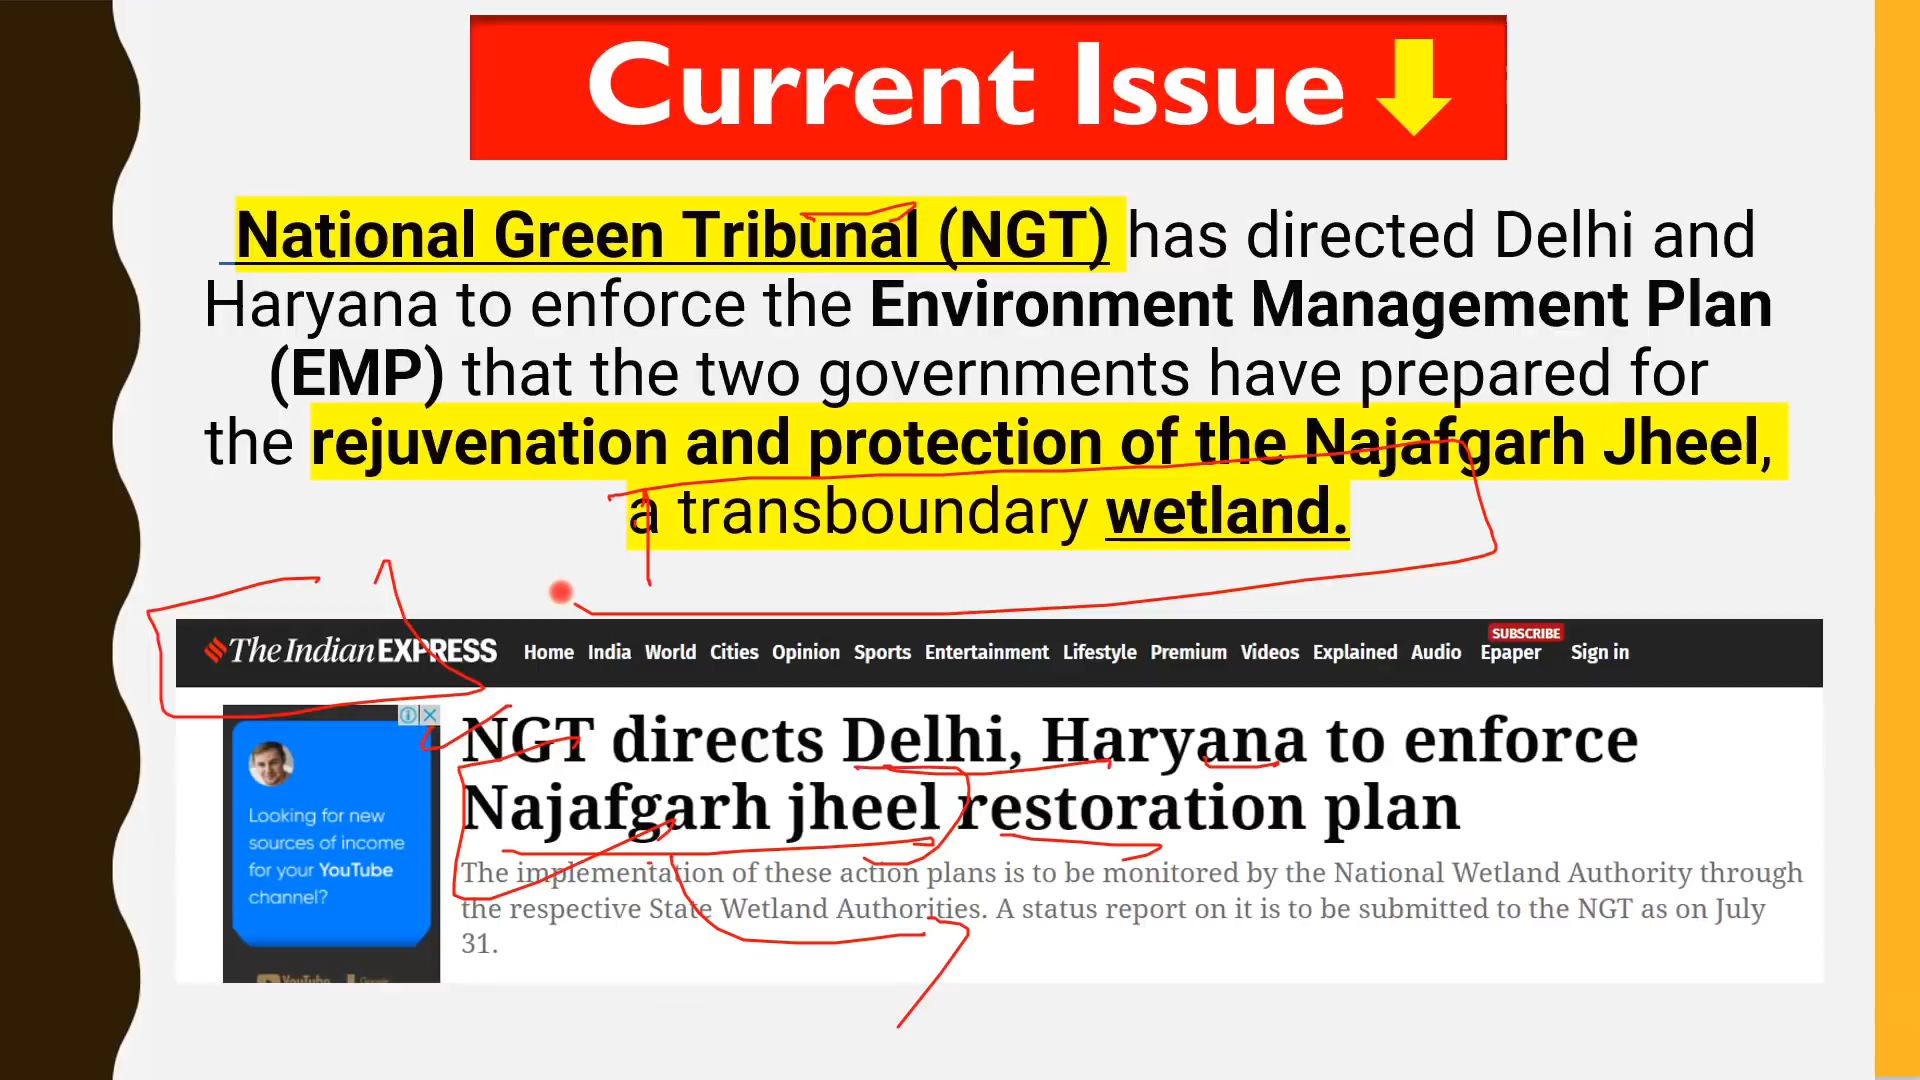 Current Issue
National Green Tribunal (NGT) has directed Delhi and
Haryana to enforce the Environment Management Plan
(EMP) that the two governments have prepared for
the rejuvenation and protection of the Najafgarh Jheel,
a transboundary wetland.
The Indian EXPRESS Home India World Cities Opinion Sports Entertainment Lifestyle Premium Videos Explained Audio Epaper SUBSCRIBE Sign in
NGT directs Delhi, Haryana to enforce
Najafgarh jheel restoration plan
The implementation of these action plans is to be monitored by the National Wetland Authority through
the respective State Wetland Authorities. A status report on it is to be submitted to the NGT as on July
31.
Looking for new
sources of income
for your YouTube
channel?
YouTube